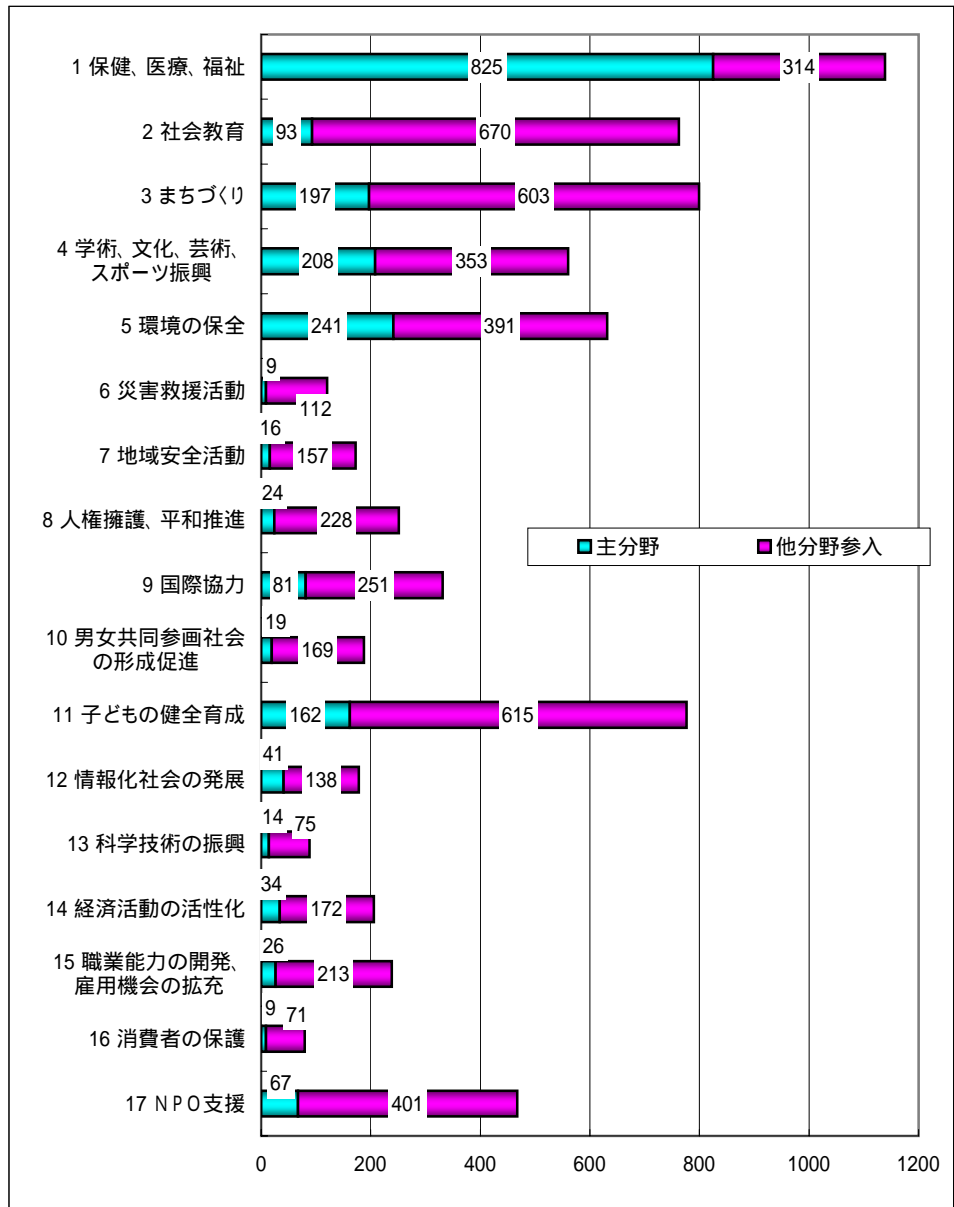 1 保健、医療、福祉
825 314
2 社会教育
93 670
3 まちづくり
197 603
4 学術、文化、芸術、
スポーツ振興
208 353
5 環境の保全
241 391
6 災害救援活動
9
112
7 地域安全活動
16
157
8 人権擁護、平和推進
24
228
主分野 他分野参入
9 国際協力
81 251
10 男女共同参画社会
の形成促進
19
169
11 子どもの健全育成
162 615
12 情報化社会の発展
41
138
13 科学技術の振興
14 75
14 経済活動の活性化
34
172
15 職業能力の開発、
雇用機会の拡充
26
213
16 消費者の保護
9 71
17 NPO支援
67
401
0 200 400 600 800 1000 1200